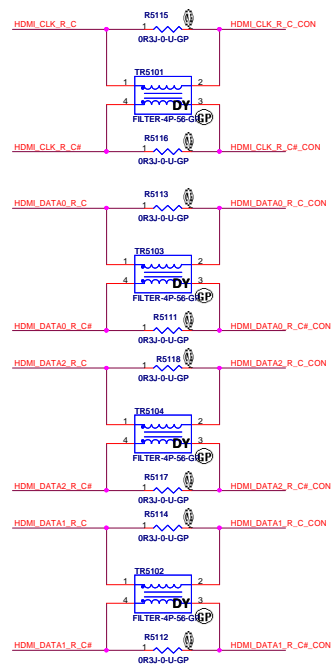 R5115
HDMI_CLK_R_C 1 2 HDMI_CLK_R_C_CON
0R3J-0-U-GP
TR5101
1 2
4 3
DY
FILTER-4P-56-GP GP
R5116
HDMI_CLK_R_C# 1 2 HDMI_CLK_R_C#_CON
0R3J-0-U-GP
R5113
HDMI_DATA0_R_C 1 2 HDMI_DATA0_R_C_CON
0R3J-0-U-GP
TR5103
1 2
4 3
DY
FILTER-4P-56-GP GP
R5111
HDMI_DATA0_R_C# 1 2 HDMI_DATA0_R_C#_CON
0R3J-0-U-GP
R5118
HDMI_DATA2_R_C 1 2 HDMI_DATA2_R_C_CON
0R3J-0-U-GP
TR5104
1 2
4 3
DY
FILTER-4P-56-GP GP
R5117
HDMI_DATA2_R_C# 1 2 HDMI_DATA2_R_C#_CON
0R3J-0-U-GP
R5114
HDMI_DATA1_R_C 1 2 HDMI_DATA1_R_C_CON
0R3J-0-U-GP
TR5102
1 2
4 3
DY
FILTER-4P-56-GP GP
R5112
HDMI_DATA1_R_C# 1 2 HDMI_DATA1_R_C#_CON
0R3J-0-U-GP